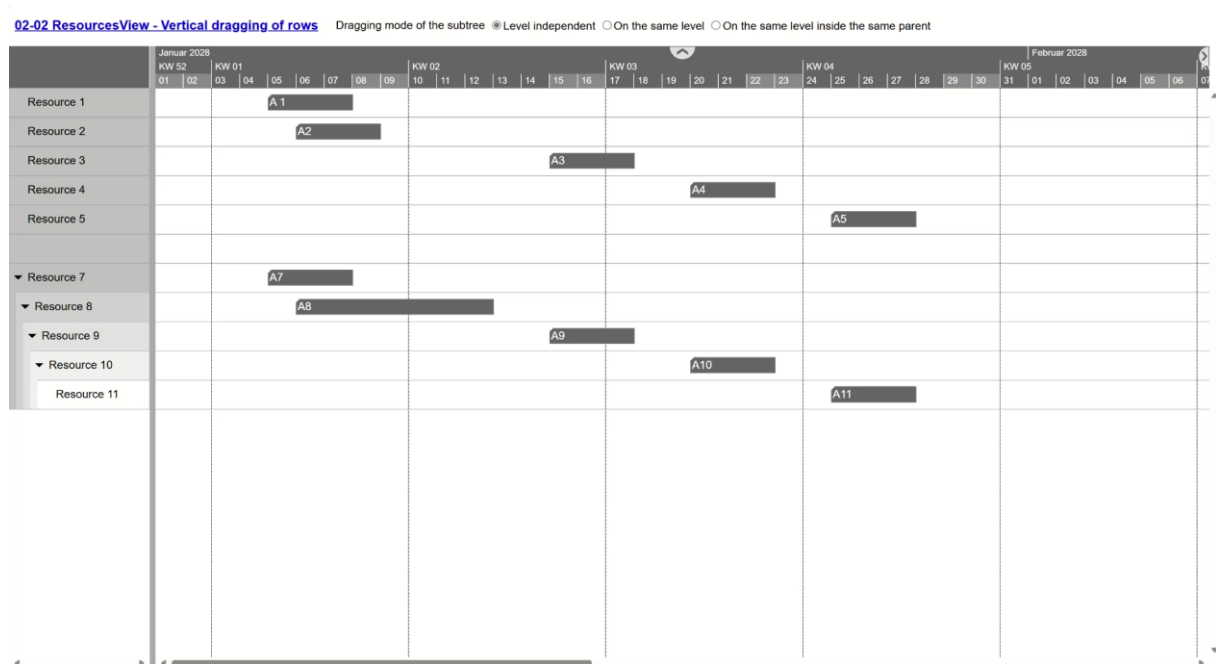 02-02 ResourcesView - Vertical dragging of rows Dragging mode of the subtree Level independent On the same level On the same level inside the same parent
Januar 2028 Februar 2028
KW 52 KW 01 KW 02 KW 03 KW 04 KW 05
01 02 03 04 05 06 07 08 09 10 11 12 13 14 15 16 17 18 19 20 21 22 23 24 25 26 27 28 29 30 31 01 02 03 04 05 06 07
Resource 1 A 1
Resource 2 A2
Resource 3 A3
Resource 4 A4
Resource 5 A5
Resource 7 A7
Resource 8 A8
Resource 9 A9
Resource 10 A10
Resource 11 A11